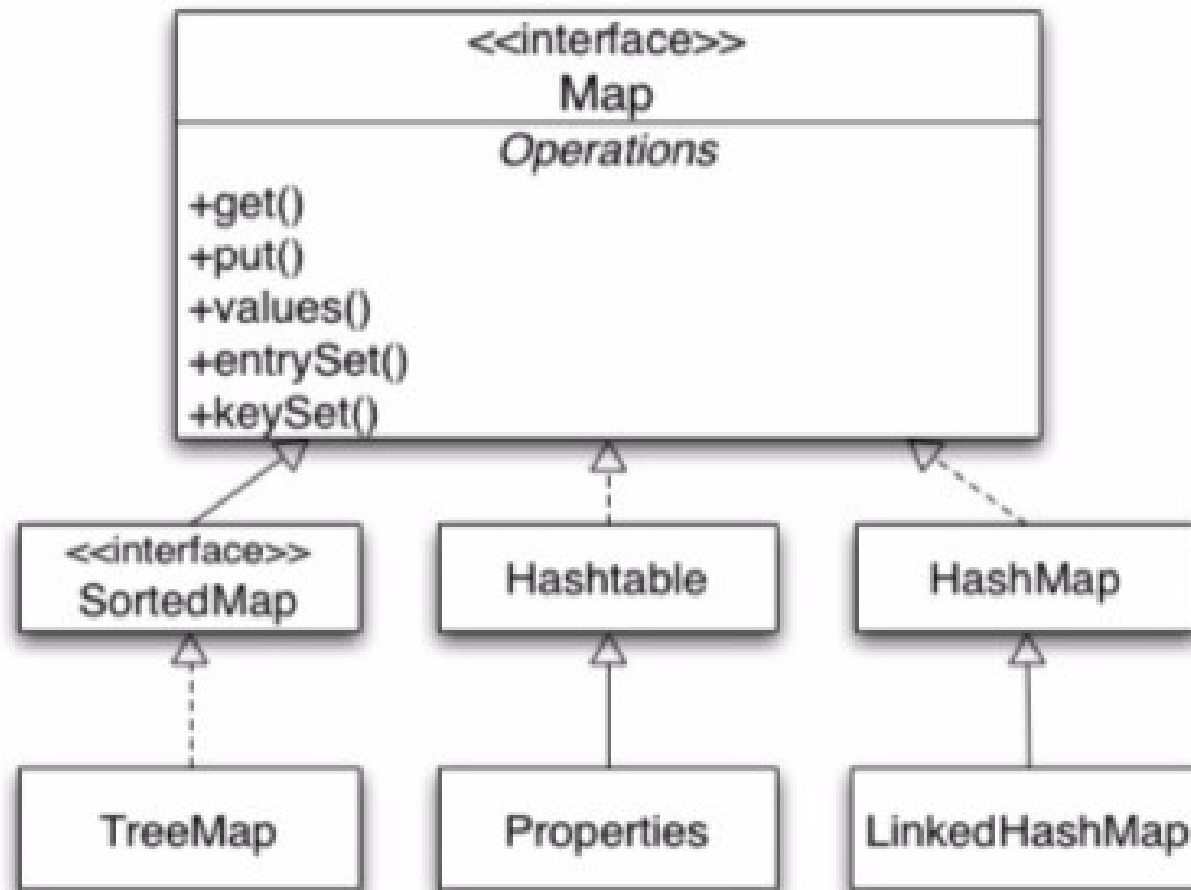 <<interface>>
Map
Operations
+get()
+put()
+values()
+entrySet()
+keySet()
<<interface>>
SortedMap
Hashtable
HashMap
TreeMap
Properties
LinkedHashMap